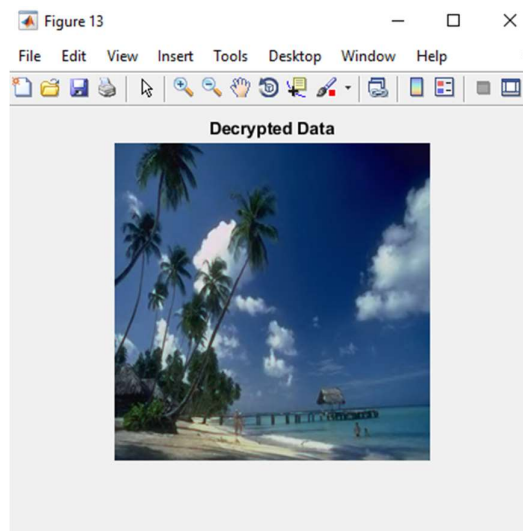 Figure 13
File Edit View Insert Tools Desktop Window Help
Decrypted Data